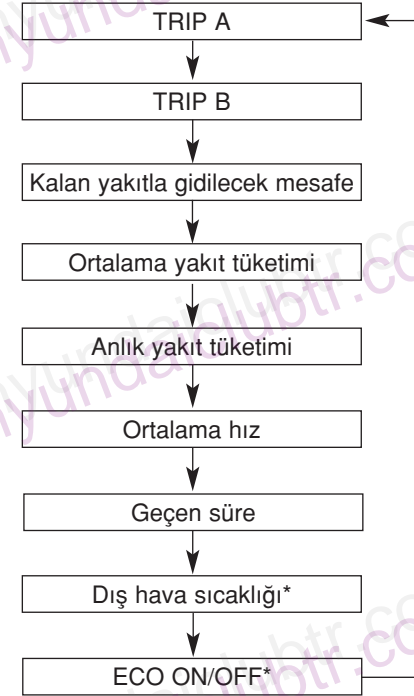 TRIP A
TRIP B
Kalan yakıtla gidilecek mesafe
Ortalama yakıt tüketimi
Anlık yakıt tüketimi
Ortalama hız
Geçen süre
Dış hava sıcaklığı*
ECO ON/OFF*